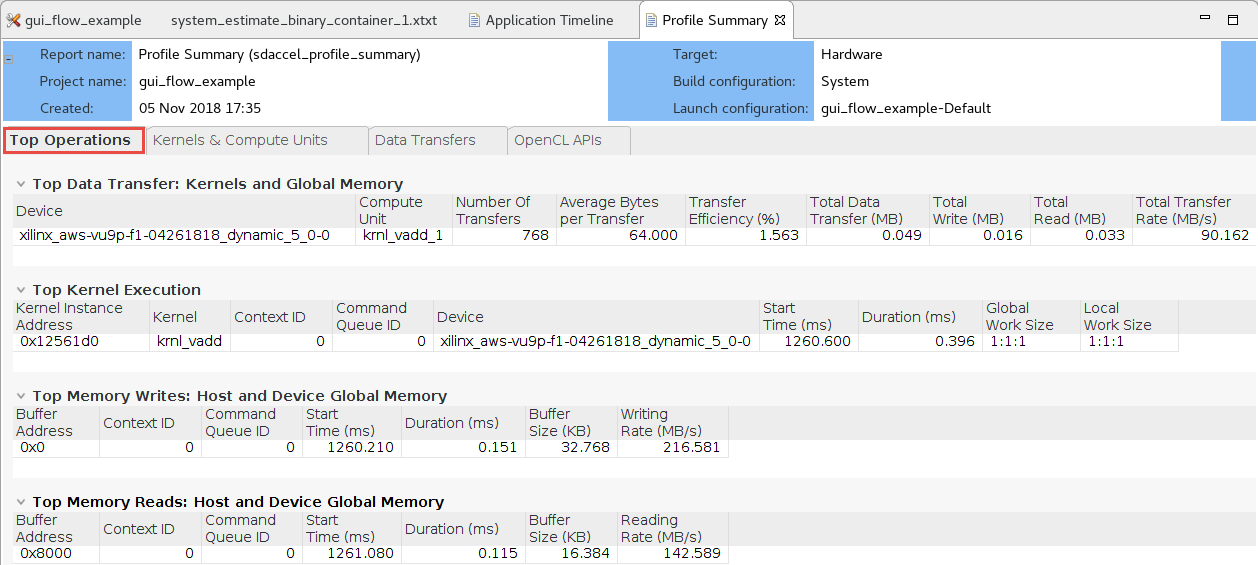 gui_flow_example system_estimate_binary_container_1.xtxt Application Timeline Profile Summary
Report name: Profile Summary (sdaccel_profile_summary) Target: Hardware
Project name: gui_flow_example Build configuration: System
Created: 05 Nov 2018 17:35 Launch configuration: gui_flow_example-Default
Top Operations Kernels & Compute Units Data Transfers OpenCL APIs
Top Data Transfer: Kernels and Global Memory
Device Compute Unit Number Of Transfers Average Bytes per Transfer Transfer Efficiency (%) Total Data Transfer (MB) Total Write (MB) Total Read (MB) Total Transfer Rate (MB/s)
xilinx_aws-vu9p-f1-04261818_dynamic_5_0-0 krnl_vadd_1 768 64.000 1.563 0.049 0.016 0.033 90.162
Top Kernel Execution
Kernel Instance Address Kernel Context ID Command Queue ID Device Start Time (ms) Duration (ms) Global Work Size Local Work Size
0x12561d0 krnl_vadd 0 0 xilinx_aws-vu9p-f1-04261818_dynamic_5_0-0 1260.600 0.396 1:1:1 1:1:1
Top Memory Writes: Host and Device Global Memory
Buffer Address Context ID Command Queue ID Start Time (ms) Duration (ms) Buffer Size (KB) Writing Rate (MB/s)
0x0 0 0 1260.210 0.151 32.768 216.581
Top Memory Reads: Host and Device Global Memory
Buffer Address Context ID Command Queue ID Start Time (ms) Duration (ms) Buffer Size (KB) Reading Rate (MB/s)
0x8000 0 0 1261.080 0.115 16.384 142.589